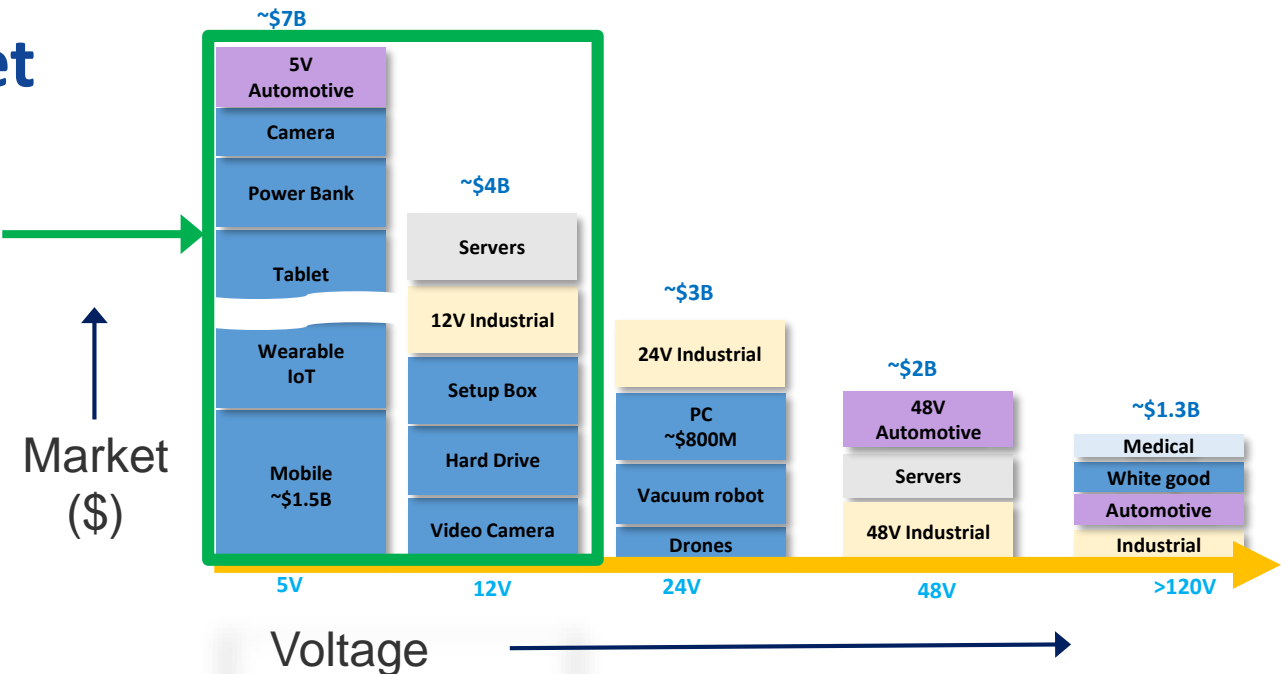 et
~$7B
5V
Automotive
Camera
Power Bank
Tablet
Wearable
IoT
Mobile
~$1.5B
5V
~$4B
Servers
12V Industrial
Setup Box
Hard Drive
Video Camera
12V
~$3B
24V Industrial
PC
~$800M
Vacuum robot
Drones
24V
~$2B
48V
Automotive
Servers
48V Industrial
48V
~$1.3B
Medical
White good
Automotive
Industrial
>120V
Market
($)
Voltage